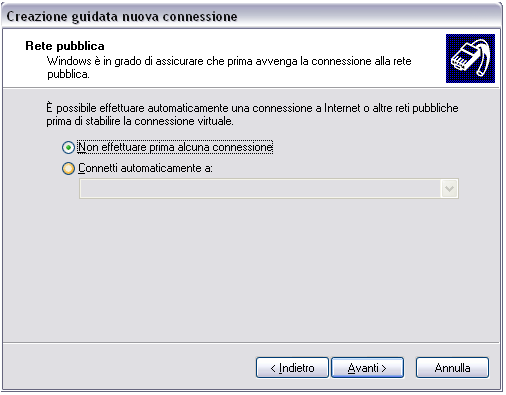 Creazione guidata nuova connessione
Rete pubblica
Windows è in grado di assicurare che prima avvenga la connessione alla rete
pubblica.
È possibile effettuare automaticamente una connessione a Internet o altre reti pubbliche
prima di stabilire la connessione virtuale.
Non effettuare prima alcuna connessione
Connetti automaticamente a:
< Indietro
Avanti >
Annulla